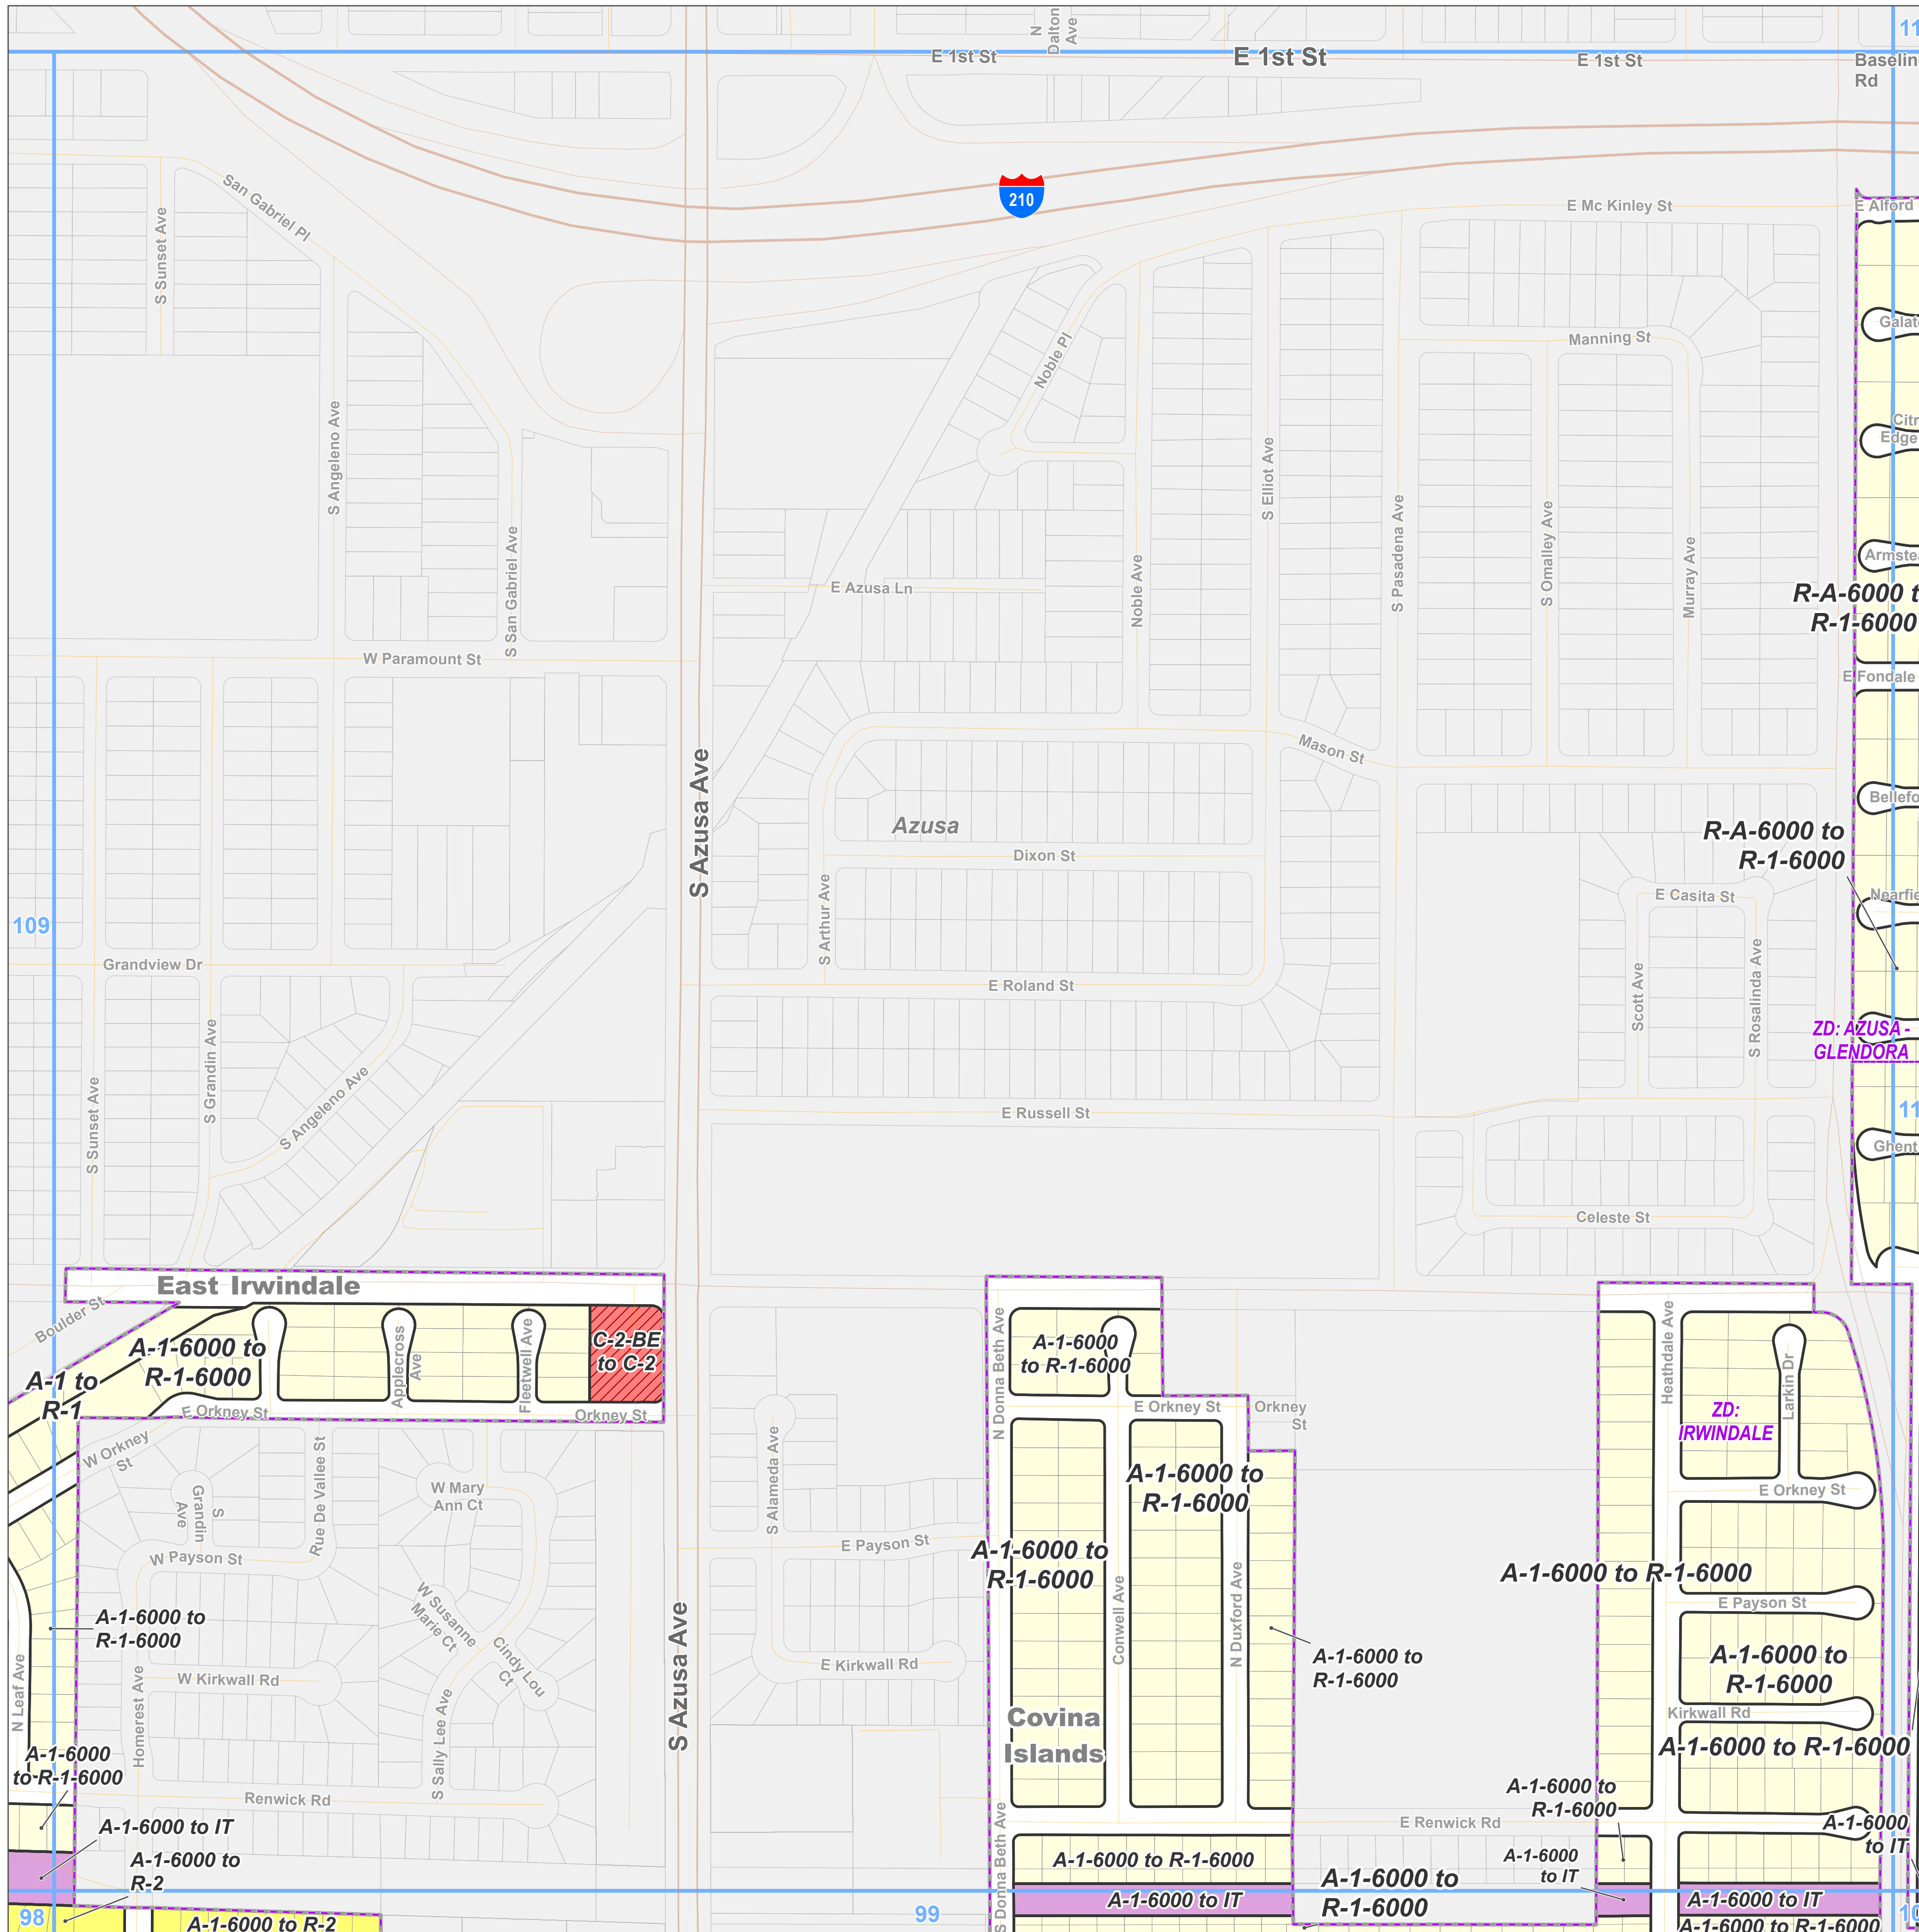 N
Dalton
Ave
11
E 1st St
E 1st St
E 1st St
Baselin
Rd
San Gabriel Pl
S Sunset Ave
210
E Mc Kinley St
E Alford
Galat
Manning St
Noble Pl
S Angeleno Ave
S Elliot Ave
Citr
Edge
S Pasadena Ave
S Omalley Ave
S San Gabriel Ave
Noble Ave
Murray Ave
Armste
E Azusa Ln
R-A-6000 t
R-1-6000
W Paramount St
E Fondale
Mason St
S Azusa Ave
Bellefo
Azusa
R-A-6000 to
R-1-6000
Dixon St
E Casita St
Nearfie
109
S Arthur Ave
Grandview Dr
E Roland St
Scott Ave
S Rosalinda Ave
ZD: AZUSA -
GLENDORA
S Grandin Ave
S Sunset Ave
S Angeleno Ave
E Russell St
11
Ghent
Celeste St
East Irwindale
Boulder St
A-1-6000 to
R-1-6000
Applecross
Ave
Fleetwell Ave
C-2-BE
to C-2
N Donna Beth Ave
A-1-6000
to R-1-6000
Heathdale Ave
Larkin Dr
A-1 to
R-1
E Orkney St
Orkney St
E Orkney St
Orkney
St
ZD:
IRWINDALE
W Orkney
St
S
Grandin
Ave
Rue De Vallee St
W Mary
Ann Ct
S Alameda Ave
A-1-6000 to
R-1-6000
E Orkney St
W Payson St
E Payson St
A-1-6000 to
R-1-6000
A-1-6000 to R-1-6000
E Payson St
A-1-6000 to
R-1-6000
W Susanne
Marie Ct
Conwell Ave
N Duxford Ave
A-1-6000 to
R-1-6000
A-1-6000 to
R-1-6000
Cindy Lou
Ct
W Kirkwall Rd
E Kirkwall Rd
N Leaf Ave
Homerest Ave
S Sally Lee Ave
S Azusa Ave
Covina
Islands
Kirkwall Rd
A-1-6000 to R-1-6000
A-1-6000
to R-1-6000
Renwick Rd
A-1-6000 to
R-1-6000
E Renwick Rd
A-1-6000
to IT
A-1-6000 to IT
S Donna Beth Ave
A-1-6000 to R-1-6000
A-1-6000
to IT
A-1-6000 to
R-2
A-1-6000 to
R-1-6000
A-1-6000 to IT
A-1-6000 to IT
98
A-1-6000 to R-2
99
A-1-6000 to R-1-6000
10